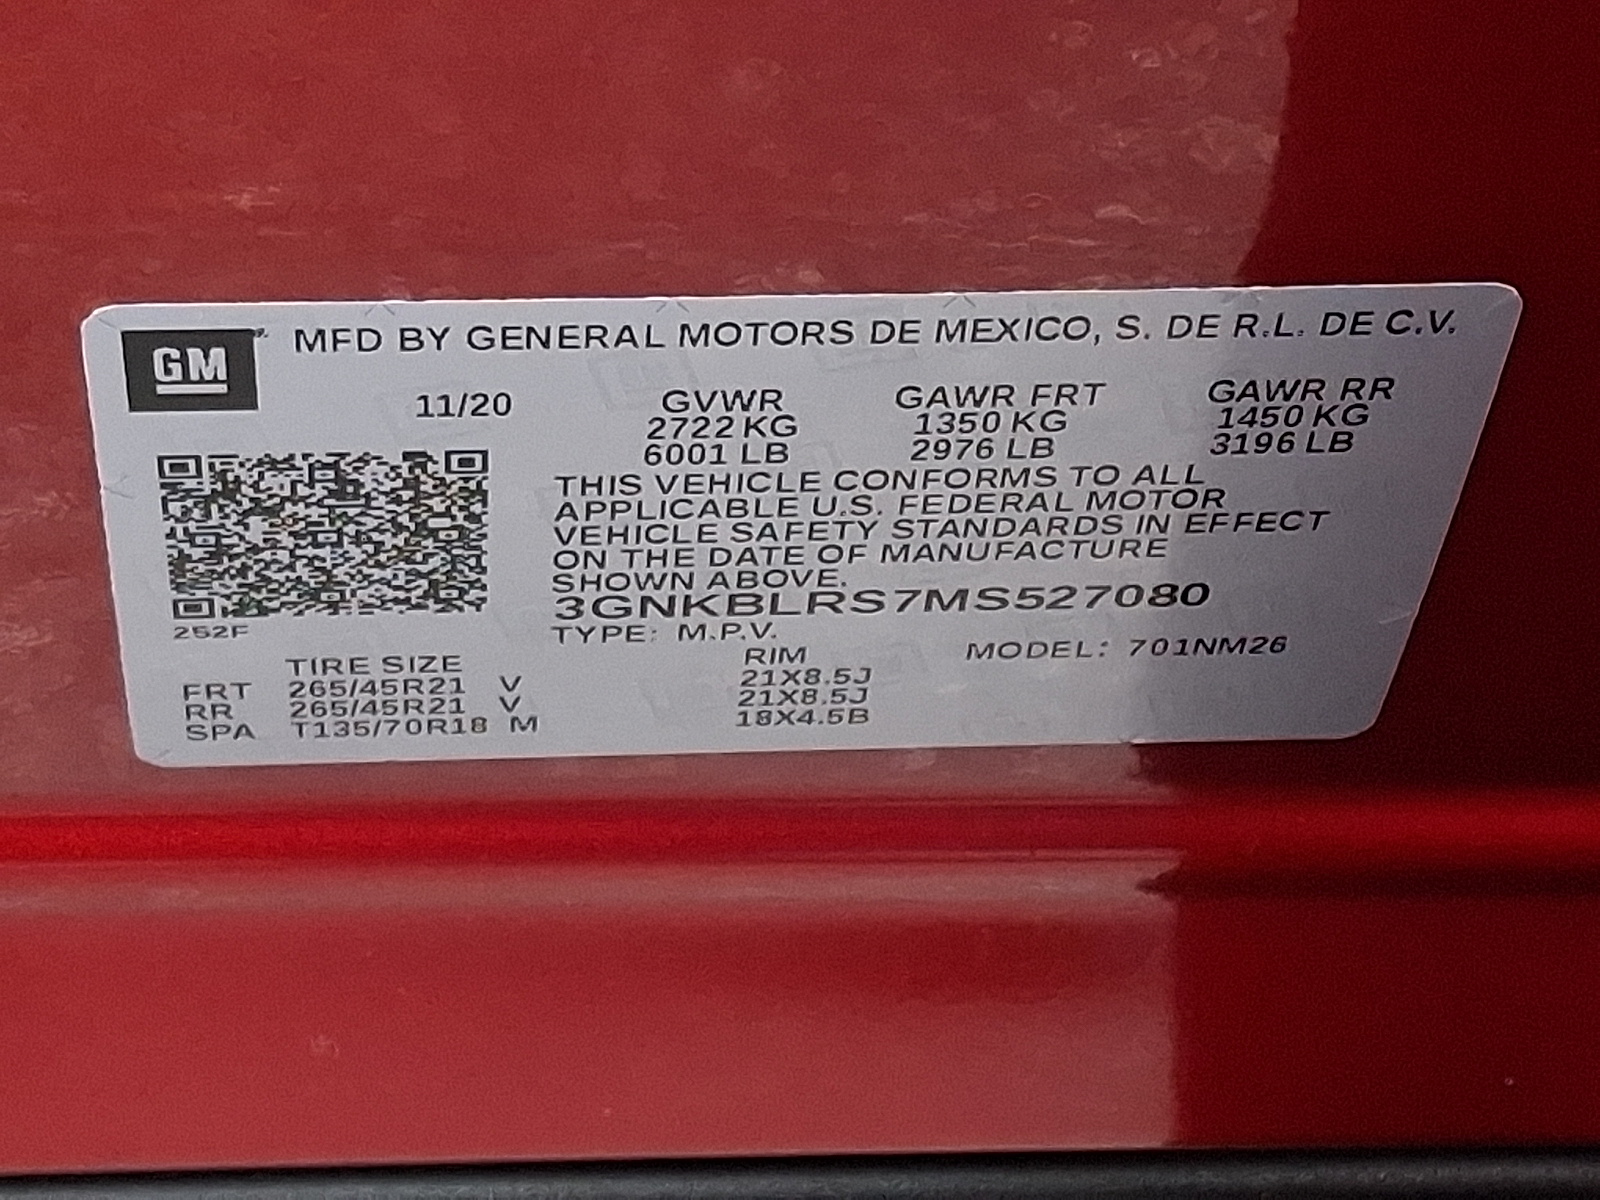 GM
MFD BY GENERAL MOTORS DE MEXICO, S. DE R.L. DE C.V.
11/20 GVWR GAWR FRT GAWR RR
2722 KG 1350 KG 1450 KG
6001 LB 2976 LB 3196 LB
THIS VEHICLE CONFORMS TO ALL
APPLICABLE U.S. FEDERAL MOTOR
VEHICLE SAFETY STANDARDS IN EFFECT
ON THE DATE OF MANUFACTURE
SHOWN ABOVE.
3GNKBLRS7MS527080
252F
TYPE: M.P.V. MODEL: 701NM26
TIRE SIZE RIM
FRT 265/45R21 V 21X8.5J
RR 265/45R21 V 21X8.5J
SPA T135/70R18 M 18X4.5B